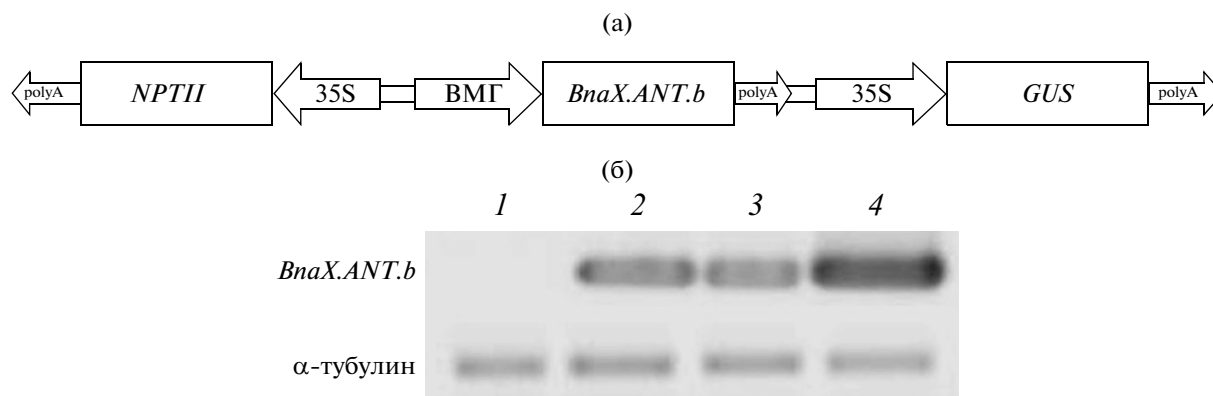 (а)
polyA NPTII 35S ВМГ BnaX.ANT.b polyA 35S GUS polyA
(б)
1 2 3 4
BnaX.ANT.b
α-тубулин